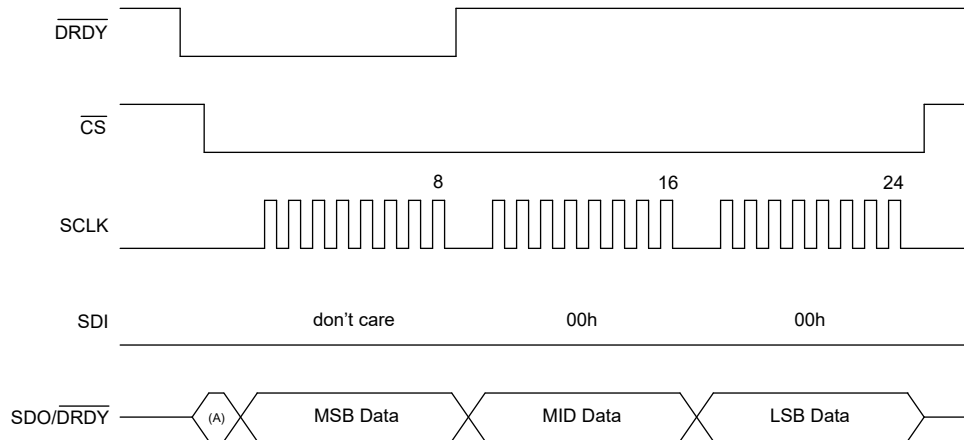 DRDY
CS
8 16 24
SCLK
SDI don't care 00h 00h
SDO/DRDY (A) MSB Data MID Data LSB Data